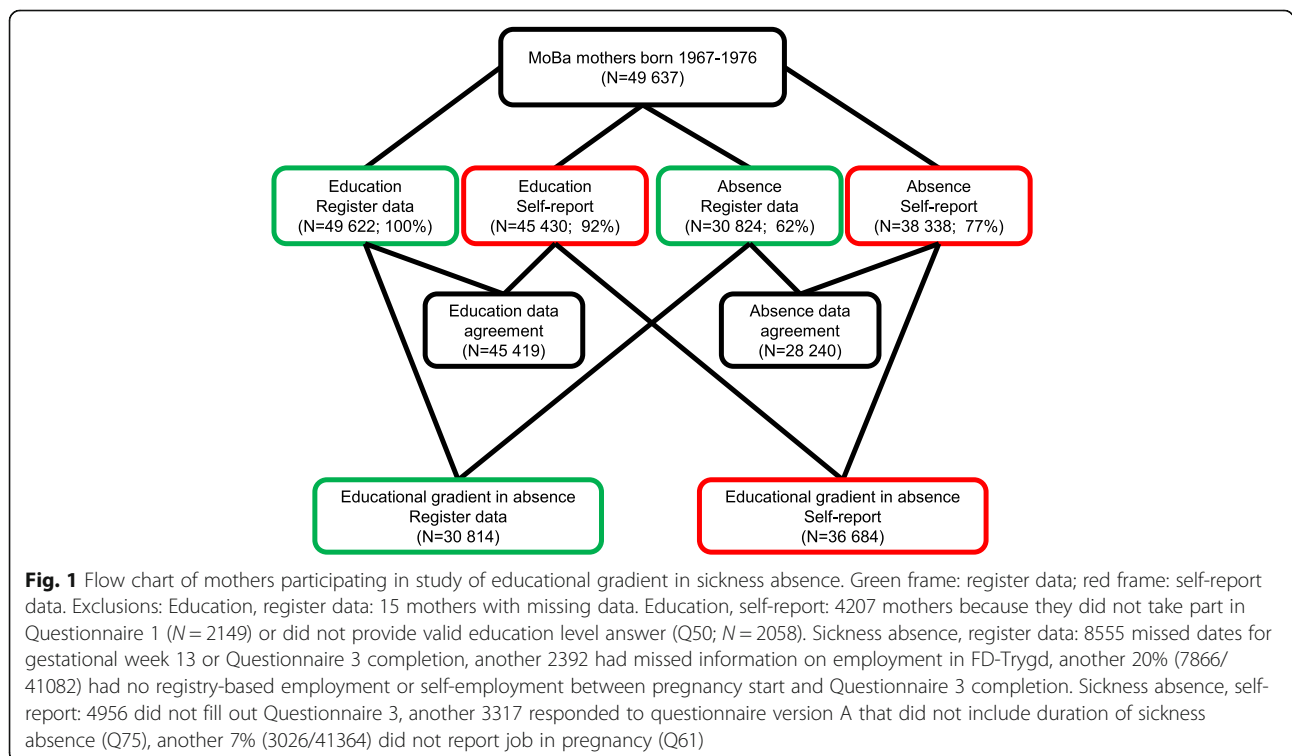 MoBa mothers born 1967-1976
(N=49 637)
Education
Register data
(N=49 622; 100%)
Education
Self-report
(N=45 430; 92%)
Absence
Register data
(N=30 824; 62%)
Absence
Self-report
(N=38 338; 77%)
Education data
agreement
(N=45 419)
Absence data
agreement
(N=28 240)
Educational gradient in absence
Register data
(N=30 814)
Educational gradient in absence
Self-report
(N=36 684)
Fig. 1 Flow chart of mothers participating in study of educational gradient in sickness absence. Green frame: register data; red frame: self-report
data. Exclusions: Education, register data: 15 mothers with missing data. Education, self-report: 4207 mothers because they did not take part in
Questionnaire 1 (N = 2149) or did not provide valid education level answer (Q50; N = 2058). Sickness absence, register data: 8555 missed dates for
gestational week 13 or Questionnaire 3 completion, another 2392 had missed information on employment in FD-Trygd, another 20% (7866/
41082) had no registry-based employment or self-employment between pregnancy start and Questionnaire 3 completion. Sickness absence, self-
report: 4956 did not fill out Questionnaire 3, another 3317 responded to questionnaire version A that did not include duration of sickness
absence (Q75), another 7% (3026/41364) did not report job in pregnancy (Q61)